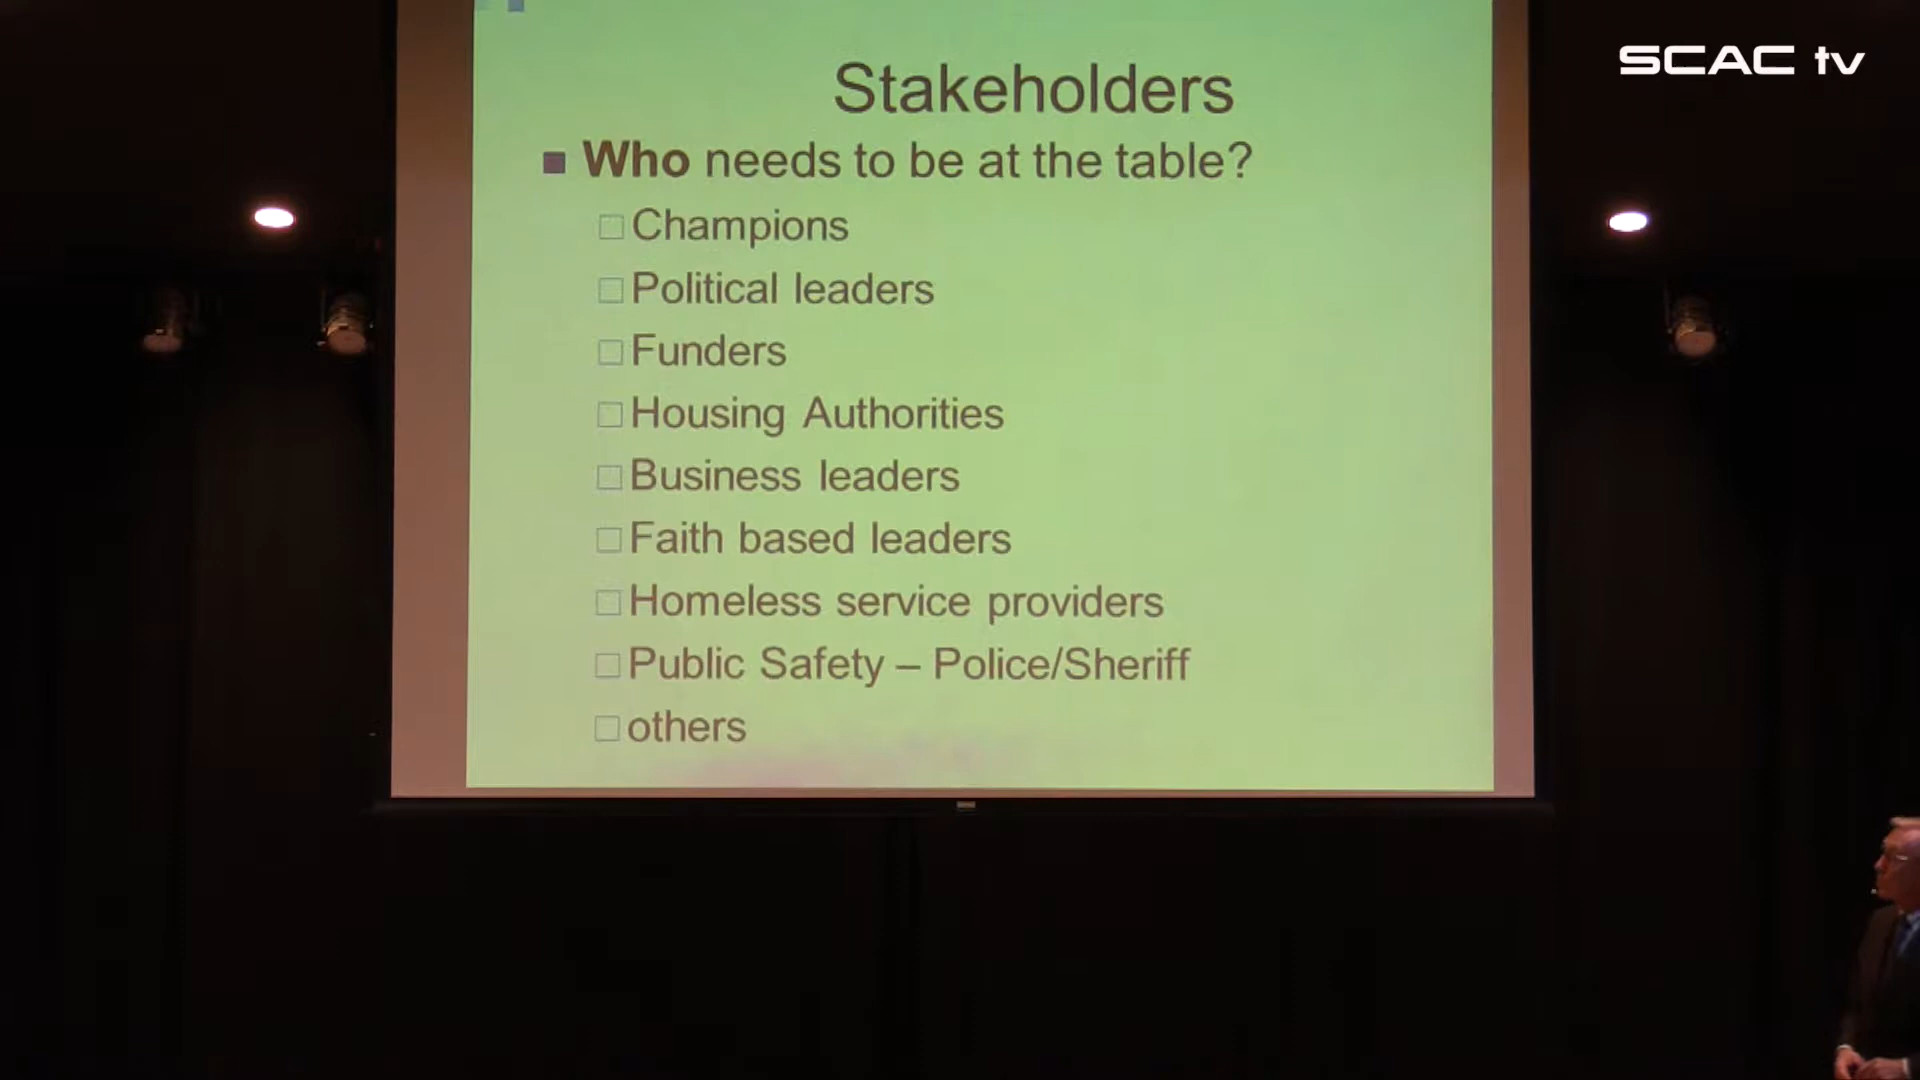 SCAC tv
Stakeholders
Who needs to be at the table?
Champions
Political leaders
Funders
Housing Authorities
Business leaders
Faith based leaders
Homeless service providers
Public Safety – Police/Sheriff
others